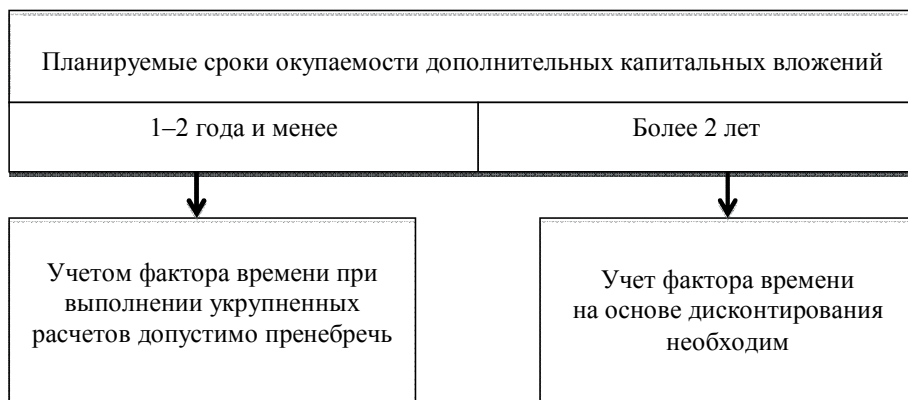 Планируемые сроки окупаемости дополнительных капитальных вложений
1–2 года и менее
Более 2 лет
Учетом фактора времени при
выполнении укрупненных
расчетов допустимо пренебречь
Учет фактора времени
на основе дисконтирования
необходим